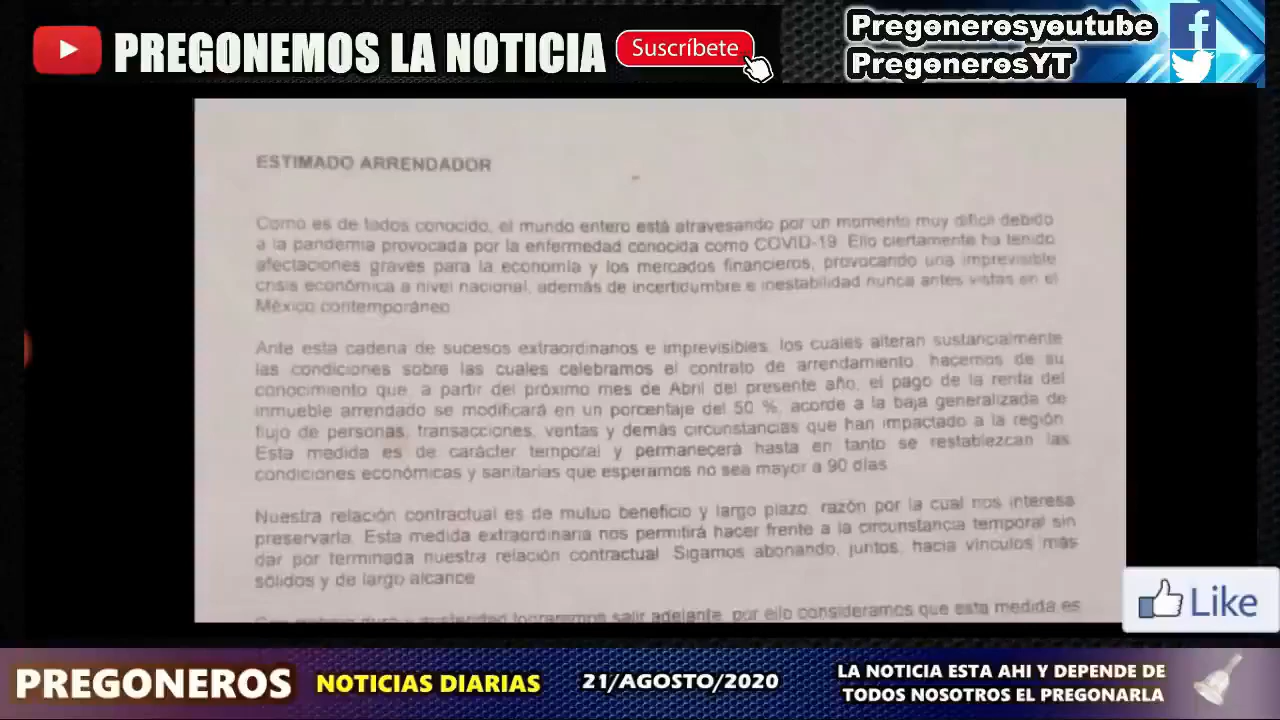 PREGONEMOS LA NOTICIA
Suscríbete
Pregonerosyoutube
PregonerosYT
ESTIMADO ARRENDADOR
Como es de todos conocido, el mundo entero está atravesando por un momento muy difícil debido
a la pandemia provocada por la enfermedad conocida como COVID-19. Ello ciertamente ha tenido
afectaciones graves para la economía y los mercados financieros, provocando una imprevisible
crisis económica a nivel nacional, además de incertidumbre e inestabilidad nunca antes vistas en el
México contemporáneo
Ante esta cadena de sucesos extraordinarios e imprevisibles, los cuales alteran sustancialmente
las condiciones sobre las cuales celebramos el contrato de arrendamiento, hacemos de su
conocimiento que, a partir del próximo mes de Abril del presente año, el pago de la renta del
inmueble arrendado se modificará en un porcentaje del 50 %, acorde a la baja generalizada de
flujo de personas, transacciones, ventas y demás circunstancias que han impactado a la región
Esta medida es de carácter temporal y permanecerá hasta en tanto se restablezcan las
condiciones económicas y sanitarias que esperamos no sea mayor a 90 días
Nuestra relación contractual es de mutuo beneficio y largo plazo, razón por la cual nos interesa
preservarla. Esta medida extraordinaria nos permitirá hacer frente a la circunstancia temporal sin
dar por terminada nuestra relación contractual. Sigamos abonando, juntos, hacia vínculos más
sólidos y de largo alcance
lograremos salir adelante, por ello consideramos que esta medida es
Like
PREGONEROS
NOTICIAS DIARIAS
21/AGOSTO/2020
LA NOTICIA ESTA AHI Y DEPENDE DE
TODOS NOSOTROS EL PREGONARLA